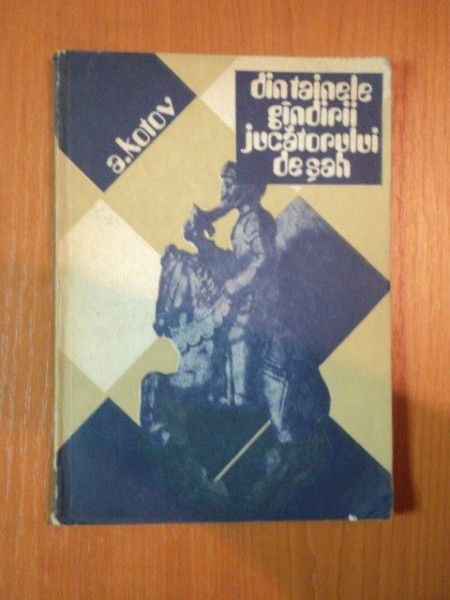 a.kotov
din tainele
gîndirii
jucătorului
de şah